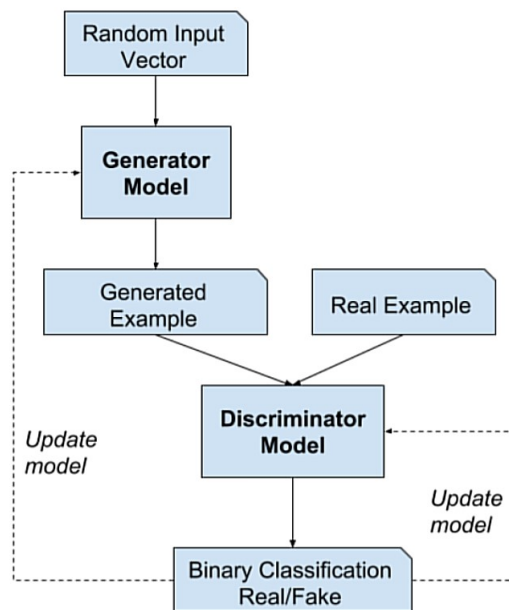 Random Input
Vector
Generator
Model
Generated
Example
Real Example
Discriminator
Model
Update
model
Update
model
Binary Classification
Real/Fake